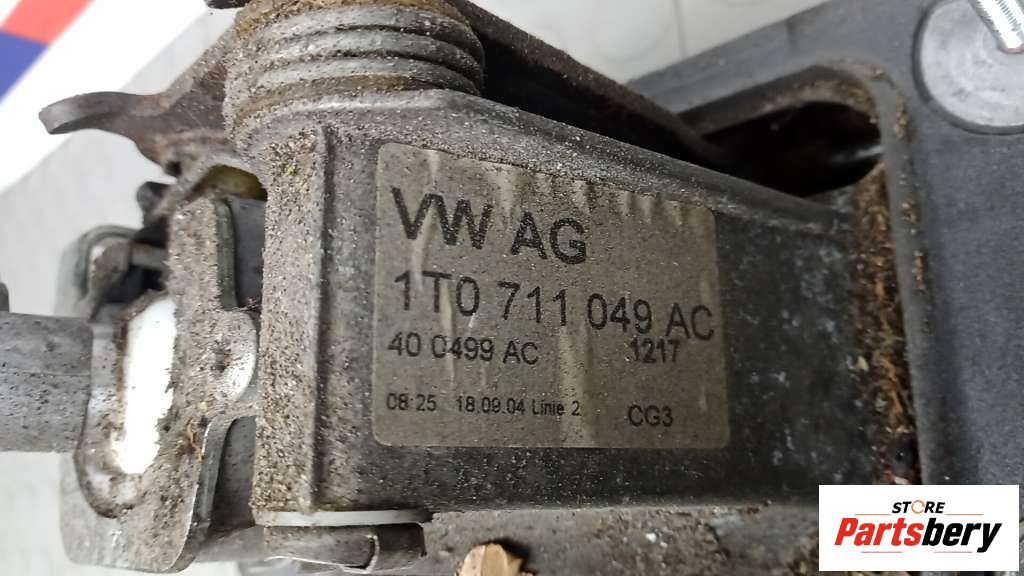 VW AG
1T0 711 049 AC
40 0499 AC 1217
08:25 18.09.04 Linie 2 CG3
STORE
Partsbery